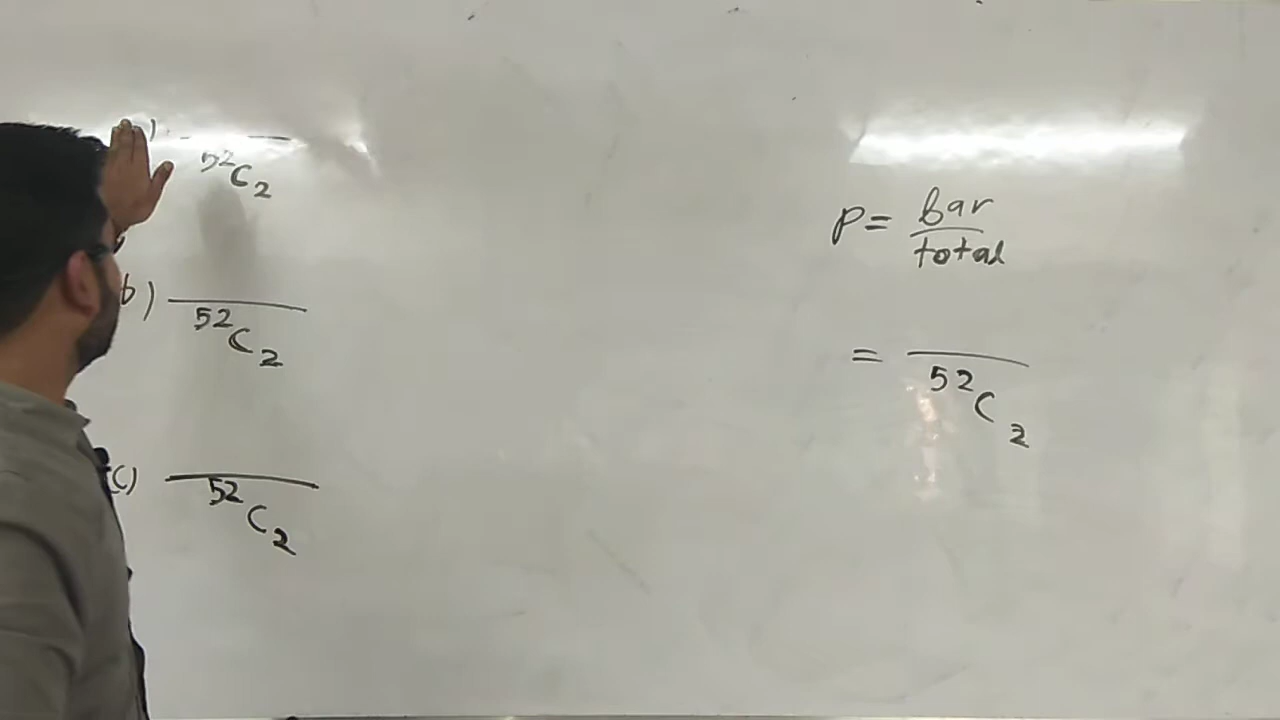 ⁵²C₂
b) ⁵²C₂
(c) ⁵²C₂
P = bar / total
= ⁵²C₂